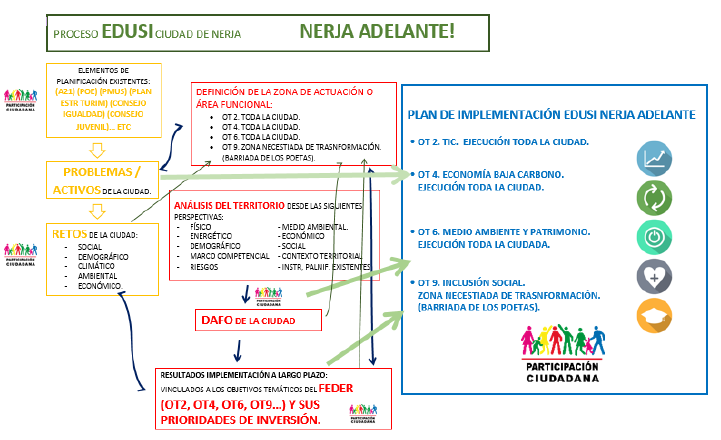 PROCESO EDUSI CIUDAD DE NERJA NERJA ADELANTE!
ELEMENTOS DE
PLANIFICACIÓN EXISTENTES:
(A21) (POC) (PMUS) (PLAN
ESTR TURIM) (CONSEJO
IGUALDAD) (CONSEJO
JUVENIL)... ETC
PARTICIPACIÓN
CIUDADANA
PROBLEMAS /
ACTIVOS DE LA CIUDAD.
RETOS DE LA CIUDAD:
- SOCIAL
- DEMOGRÁFICO
- CLIMÁTICO
- AMBIENTAL
- ECONÓMICO.
PARTICIPACIÓN
CIUDADANA
DEFINICIÓN DE LA ZONA DE ACTUACIÓN O
ÁREA FUNCIONAL:
• OT 2. TODA LA CIUDAD.
• OT 4. TODA LA CIUDAD.
• OT 6. TODA LA CIUDAD.
• OT 9. ZONA NECESTIADA DE TRASNFORMACIÓN.
(BARRIADA DE LOS POETAS).
ANÁLISIS DEL TERRITORIO DESDE LAS SIGUIENTES
PERSPECTIVAS:
- FÍSICO - MEDIO AMBIENTAL.
- ENERGÉTICO - ECONÓMICO
- DEMOGRÁFICO - SOCIAL
- MARCO COMPETENCIAL - CONTEXTO TERRITORIAL
- RIESGOS - INSTR, PALNIF. EXISTENTES
PARTICIPACIÓN
CIUDADANA
DAFO DE LA CIUDAD
RESULTADOS IMPLEMENTACIÓN A LARGO PLAZO:
VINCULADOS A LOS OBJETIVOS TEMÁTICOS DEL FEDER
(OT2, OT4, OT6, OT9...) Y SUS
PRIORIDADES DE INVERSIÓN.
PARTICIPACIÓN
CIUDADANA
PLAN DE IMPLEMENTACIÓN EDUSI NERJA ADELANTE
• OT 2. TIC. EJECUCIÓN TODA LA CIUDAD.
• OT 4. ECONOMÍA BAJA CARBONO.
EJECUCIÓN TODA LA CIUDAD.
• OT 6. MEDIO AMBIENTE Y PATRIMONIO.
EJECUCIÓN TODA LA CIUDADA.
• OT 9. INCLUSIÓN SOCIAL.
ZONA NECESTIADA DE TRASNFORMACIÓN.
(BARRIADA DE LOS POETAS).
PARTICIPACIÓN
CIUDADANA